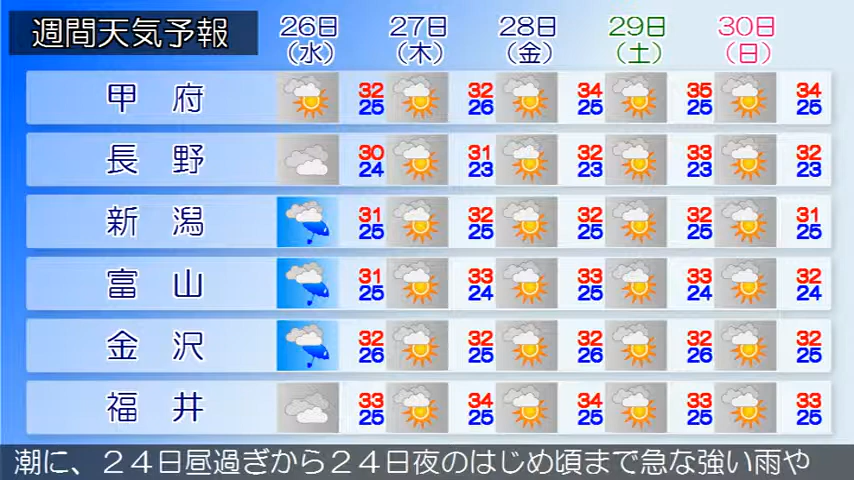 週間天気予報 26日 27日 28日 29日 30日
(水) (木) (金) (土) (日)
甲府 32 25 32 26 34 25 35 25 34 25
長野 30 24 31 23 32 23 33 23 32 23
新潟 31 25 32 25 32 25 32 25 31 25
富山 31 25 33 24 33 25 33 24 32 24
金沢 32 26 32 25 32 26 32 26 32 25
福井 33 25 34 25 34 25 33 25 33 25
潮に、24日昼過ぎから24日夜のはじめ頃まで急な強い雨や